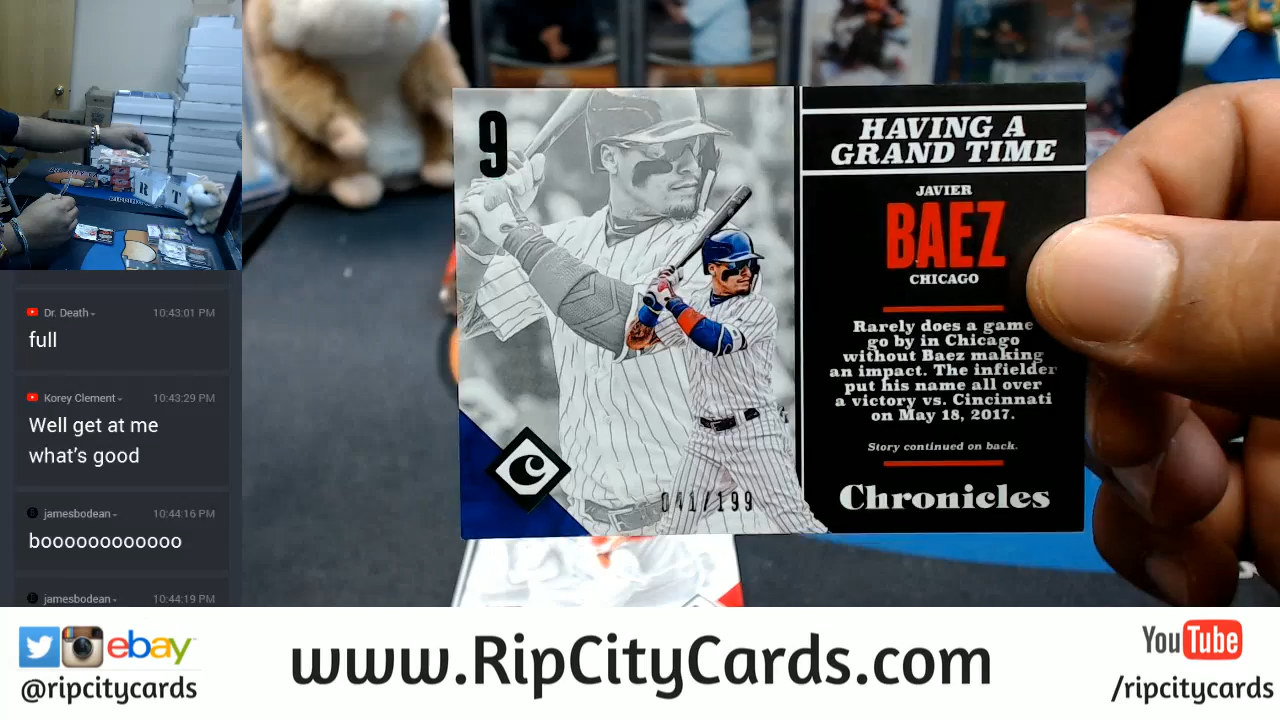 Dr. Death
10:43:01 PM
full
Korey Clement
10:43:29 PM
Well get at me
what's good
jamesbodean
10:44:16 PM
booooooooooooo
jamesbodean
10:44:19 PM
R T
9
HAVING A
GRAND TIME
JAVIER
BAEZ
CHICAGO
Rarely does a game
go by in Chicago
without Baez making
an impact. The infielder
put his name all over
a victory vs. Cincinnati
on May 18, 2017.
Story continued on back.
Chronicles
C
041/199
ebay
@ripcitycards
www.RipCityCards.com
YouTube
/ripcitycards